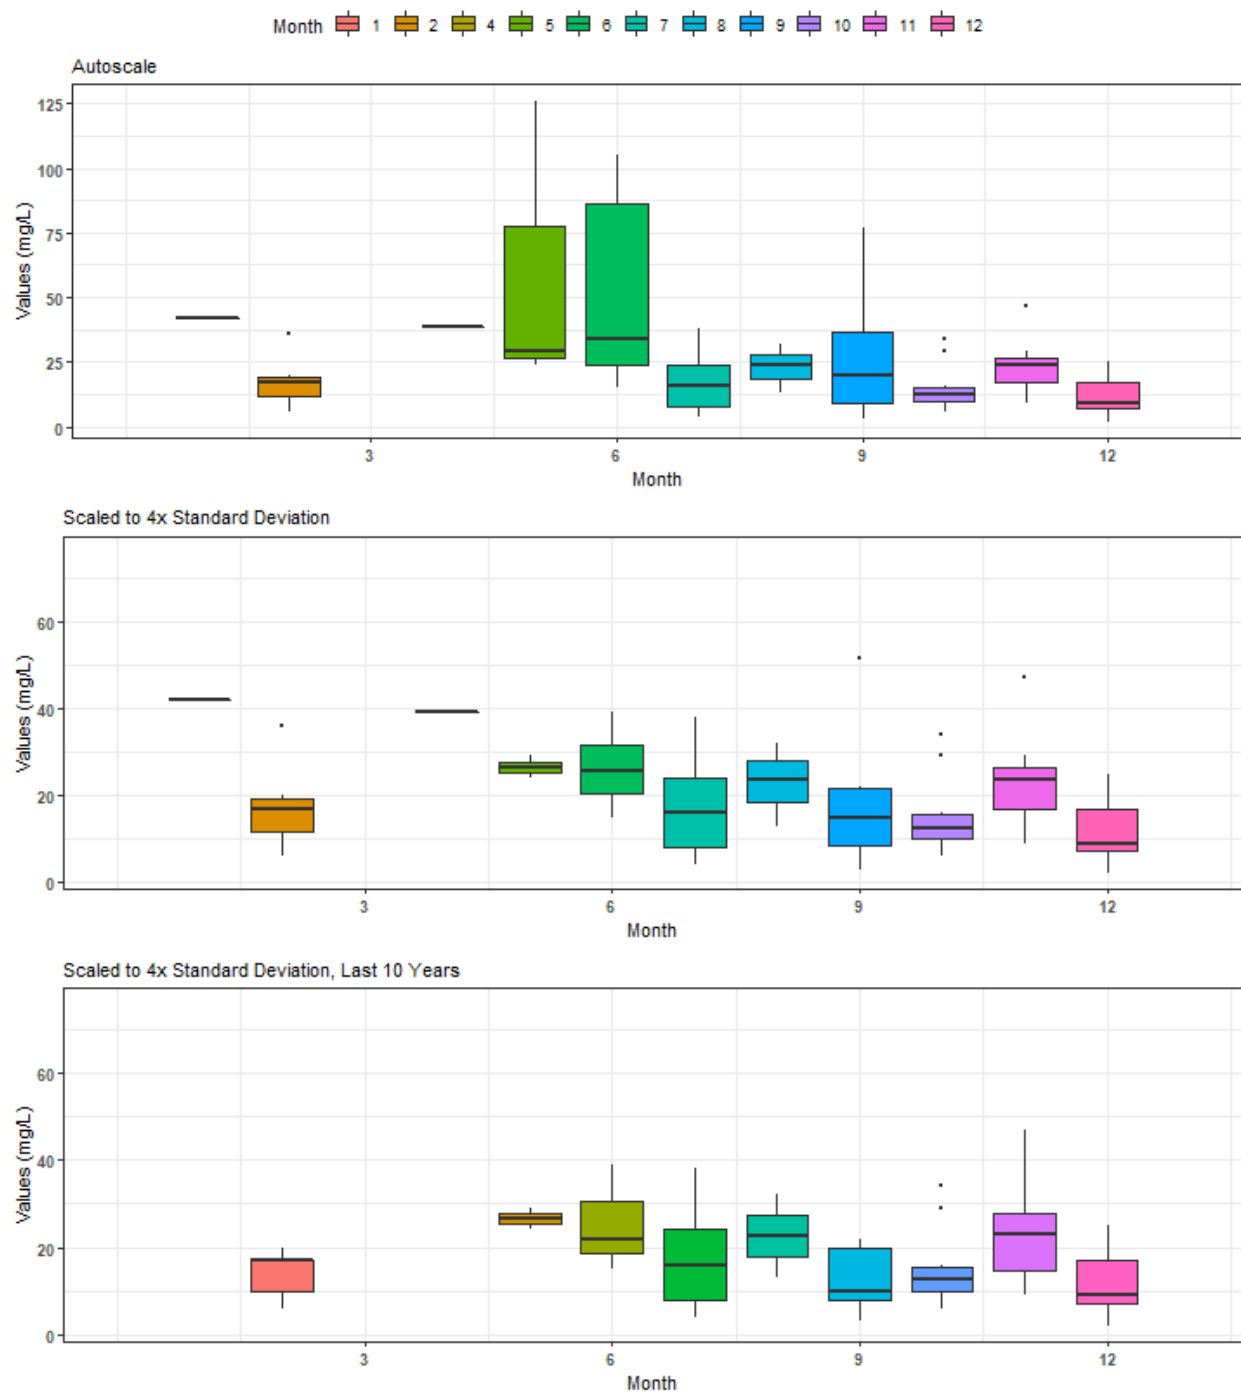 Month 1 2 4 5 6 7 8 9 10 11 12
Autoscale
125
100
75
50
25
0
Values (mg/L)
3 6 9 12
Month
Scaled to 4x Standard Deviation
60
40
20
0
Values (mg/L)
3 6 9 12
Month
Scaled to 4x Standard Deviation, Last 10 Years
60
40
20
0
Values (mg/L)
3 6 9 12
Month